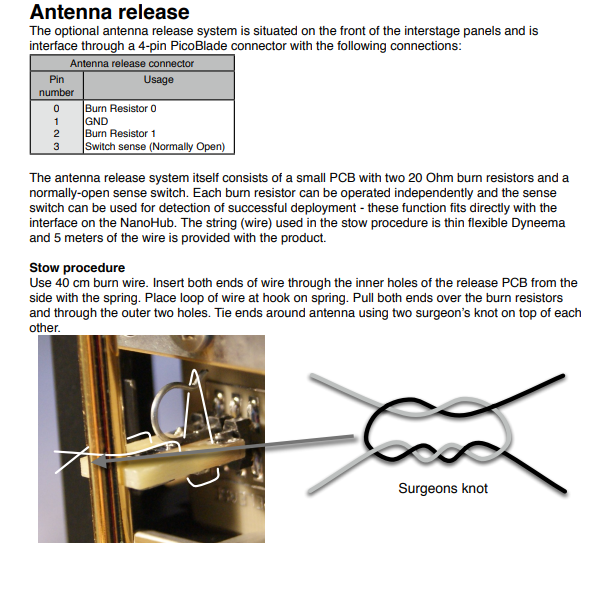 Antenna release
The optional antenna release system is situated on the front of the interstage panels and is
interface through a 4-pin PicoBlade connector with the following connections:
Antenna release connector
Pin number Usage
0 Burn Resistor 0
1 GND
2 Burn Resistor 1
3 Switch sense (Normally Open)
The antenna release system itself consists of a small PCB with two 20 Ohm burn resistors and a
normally-open sense switch. Each burn resistor can be operated independently and the sense
switch can be used for detection of successful deployment - these function fits directly with the
interface on the NanoHub. The string (wire) used in the stow procedure is thin flexible Dyneema
and 5 meters of the wire is provided with the product.
Stow procedure
Use 40 cm burn wire. Insert both ends of wire through the inner holes of the release PCB from the
side with the spring. Place loop of wire at hook on spring. Pull both ends over the burn resistors
and through the outer two holes. Tie ends around antenna using two surgeon's knot on top of each
other.
Surgeons knot